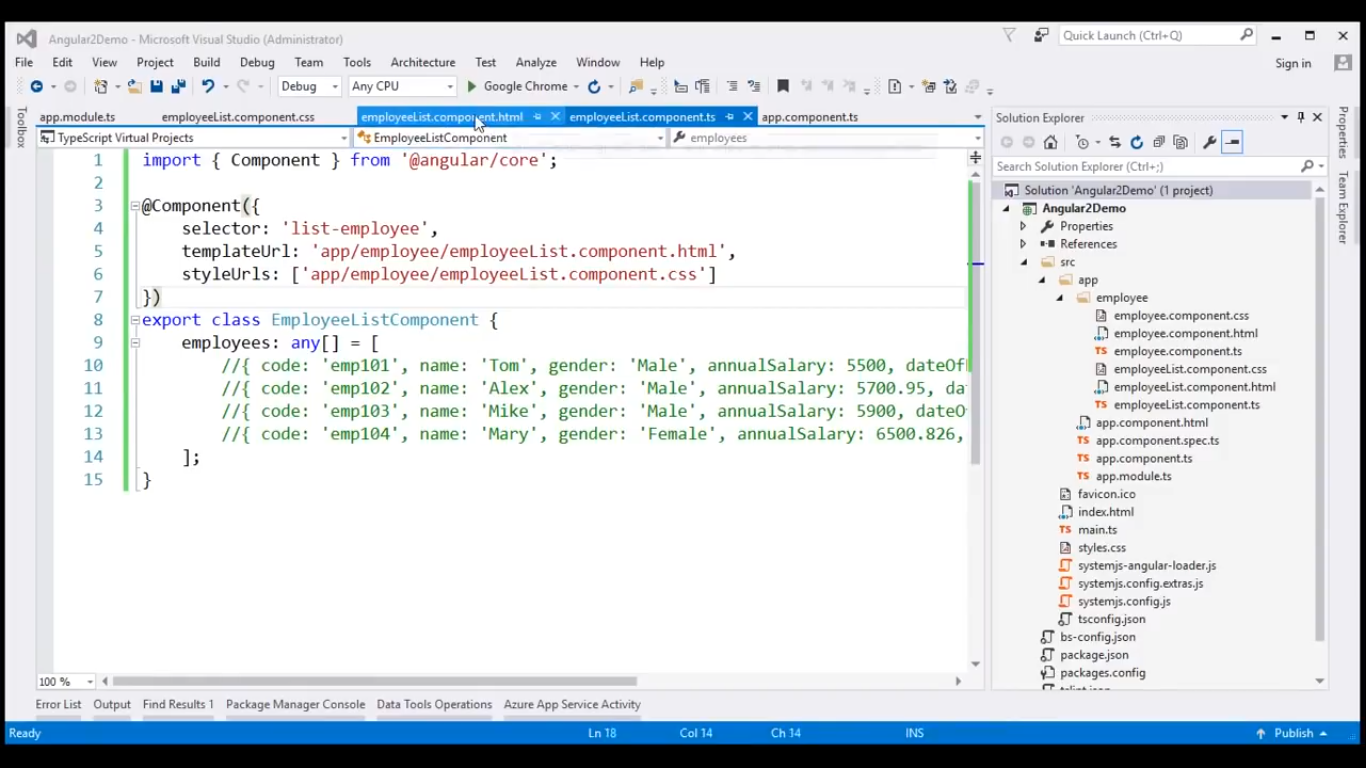 Angular2Demo - Microsoft Visual Studio (Administrator)
Quick Launch (Ctrl+Q)
File Edit View Project Build Debug Team Tools Architecture Test Analyze Window Help
Sign in
Debug Any CPU Google Chrome
Toolbox
app.module.ts employeeList.component.css employeeList.component.html employeeList.component.ts app.component.ts
TypeScript Virtual Projects EmployeeListComponent employees
1 import { Component } from '@angular/core';
2
3 @Component({
4 selector: 'list-employee',
5 templateUrl: 'app/employee/employeeList.component.html',
6 styleUrls: ['app/employee/employeeList.component.css']
7 })
8 export class EmployeeListComponent {
9 employees: any[] = [
10 //{ code: 'emp101', name: 'Tom', gender: 'Male', annualSalary: 5500, dateOf
11 //{ code: 'emp102', name: 'Alex', gender: 'Male', annualSalary: 5700.95, da
12 //{ code: 'emp103', name: 'Mike', gender: 'Male', annualSalary: 5900, dateO
13 //{ code: 'emp104', name: 'Mary', gender: 'Female', annualSalary: 6500.826,
14 ];
15 }
100 %
Solution Explorer
Search Solution Explorer (Ctrl+;)
Solution 'Angular2Demo' (1 project)
Angular2Demo
Properties
References
src
app
employee
employee.component.css
employee.component.html
TS employee.component.ts
employeeList.component.css
employeeList.component.html
TS employeeList.component.ts
app.component.html
TS app.component.spec.ts
TS app.component.ts
TS app.module.ts
favicon.ico
index.html
TS main.ts
styles.css
systemjs-angular-loader.js
systemjs.config.extras.js
systemjs.config.js
tsconfig.json
bs-config.json
package.json
packages.config
Properties
Team Explorer
Error List Output Find Results 1 Package Manager Console Data Tools Operations Azure App Service Activity
Ready Ln 18 Col 14 Ch 14 INS Publish